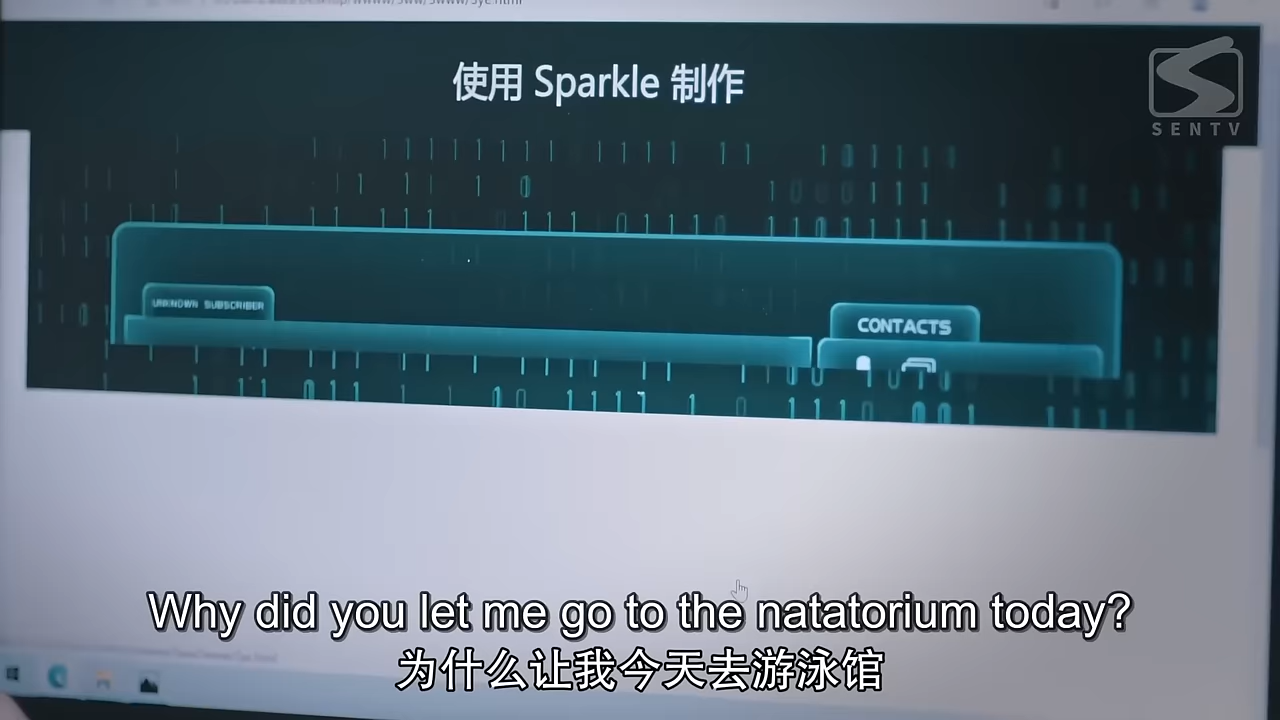 使用 Sparkle 制作
SENTV
UNKNOWN SUBSCRIBER
CONTACTS
Why did you let me go to the natatorium today?
为什么让我今天去游泳馆